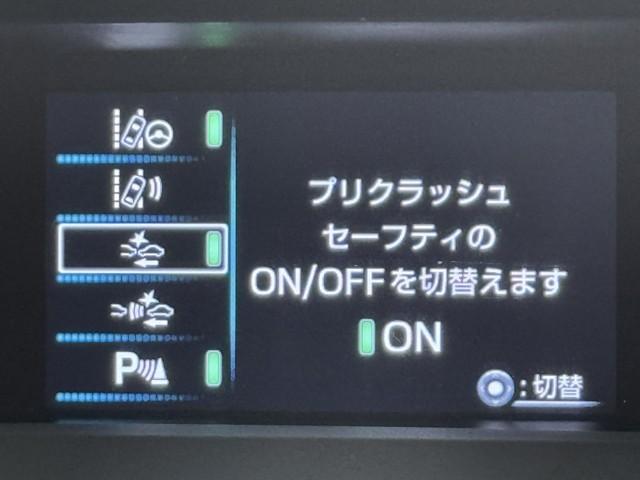 プリクラッシュ
セーフティの
ON/OFFを切替えます
ON
P
:切替